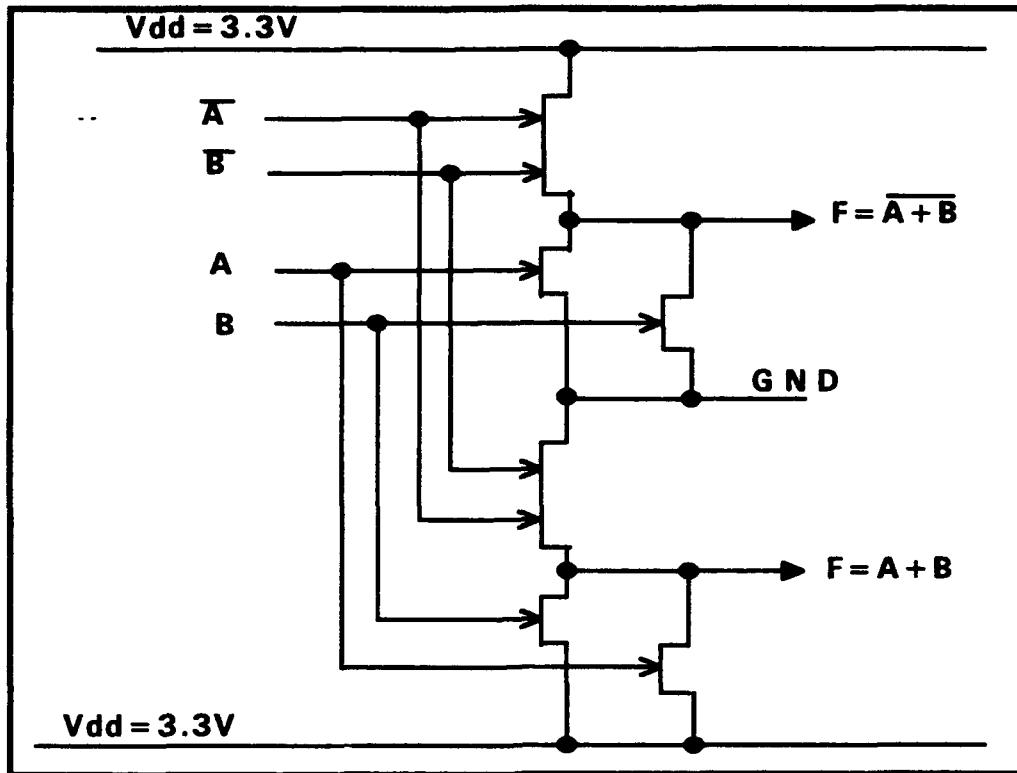 Vdd = 3.3V
A̅
B̅
F = A̅ ̅+̅ ̅B̅
A
B
GND
F = A + B
Vdd = 3.3V